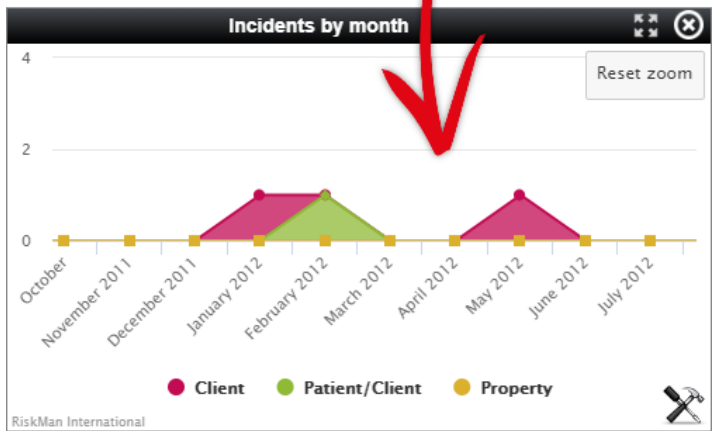 Incidents by month
4
Reset zoom
2
0
October
November 2011
December 2011
January 2012
February 2012
March 2012
April 2012
May 2012
June 2012
July 2012
Client
Patient/Client
Property
RiskMan International